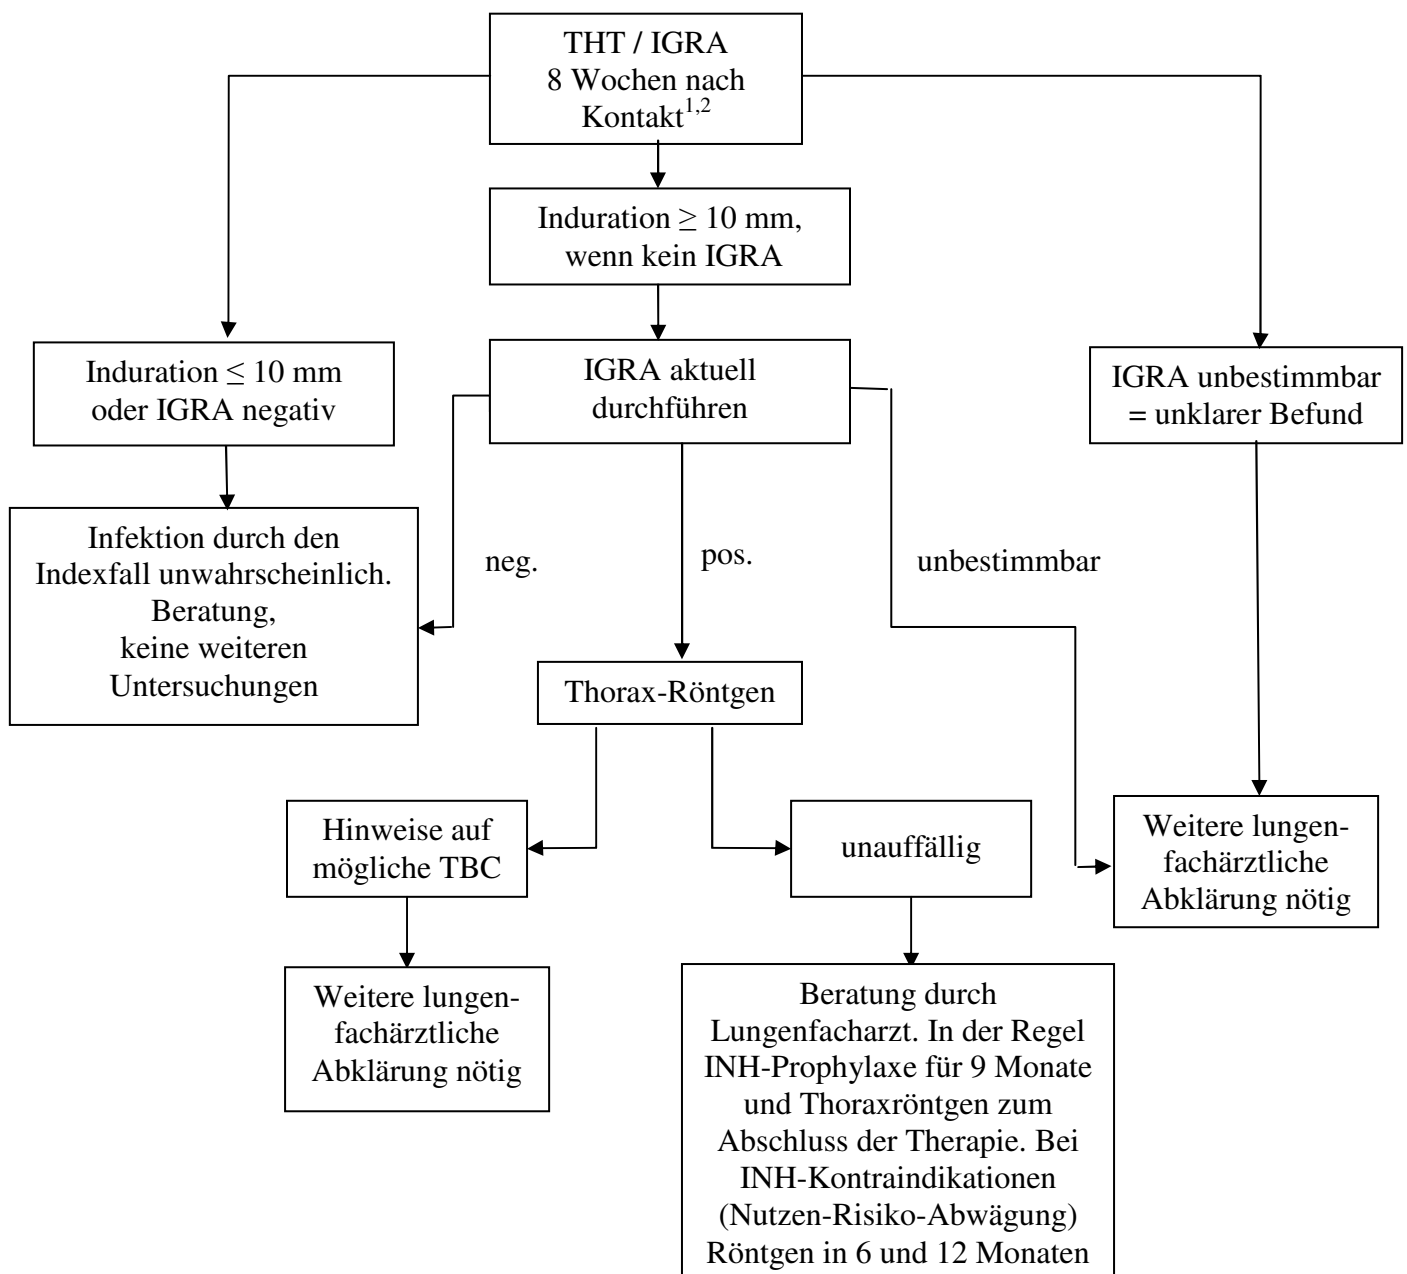 THT / IGRA
8 Wochen nach
Kontakt1,2
Induration ≥ 10 mm,
wenn kein IGRA
Induration ≤ 10 mm
oder IGRA negativ
IGRA aktuell
durchführen
IGRA unbestimmbar
= unklarer Befund
Infektion durch den
Indexfall unwahrscheinlich.
Beratung,
keine weiteren
Untersuchungen
neg.
pos.
unbestimmbar
Thorax-Röntgen
Hinweise auf
mögliche TBC
unauffällig
Weitere lungen-
fachärztliche
Abklärung nötig
Weitere lungen-
fachärztliche
Abklärung nötig
Beratung durch
Lungenfacharzt. In der Regel
INH-Prophylaxe für 9 Monate
und Thoraxröntgen zum
Abschluss der Therapie. Bei
INH-Kontraindikationen
(Nutzen-Risiko-Abwägung)
Röntgen in 6 und 12 Monaten